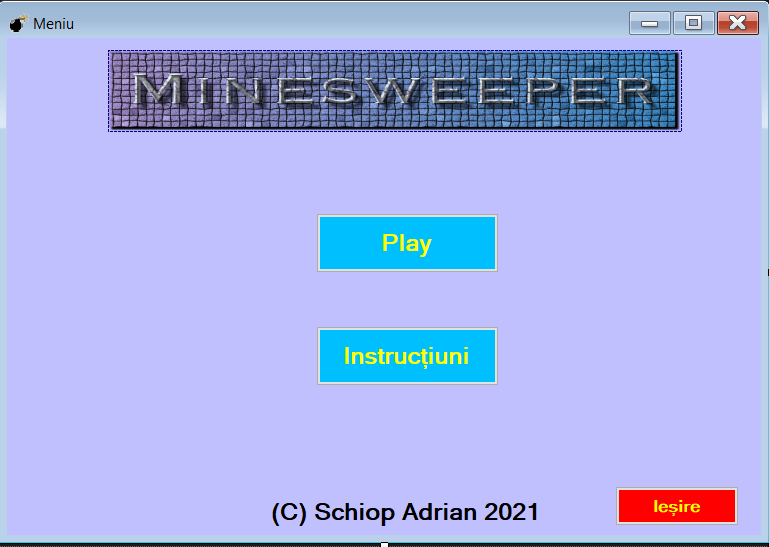 Meniu
MINESWEEPER
Play
Instrucțiuni
(C) Schiop Adrian 2021
Ieșire